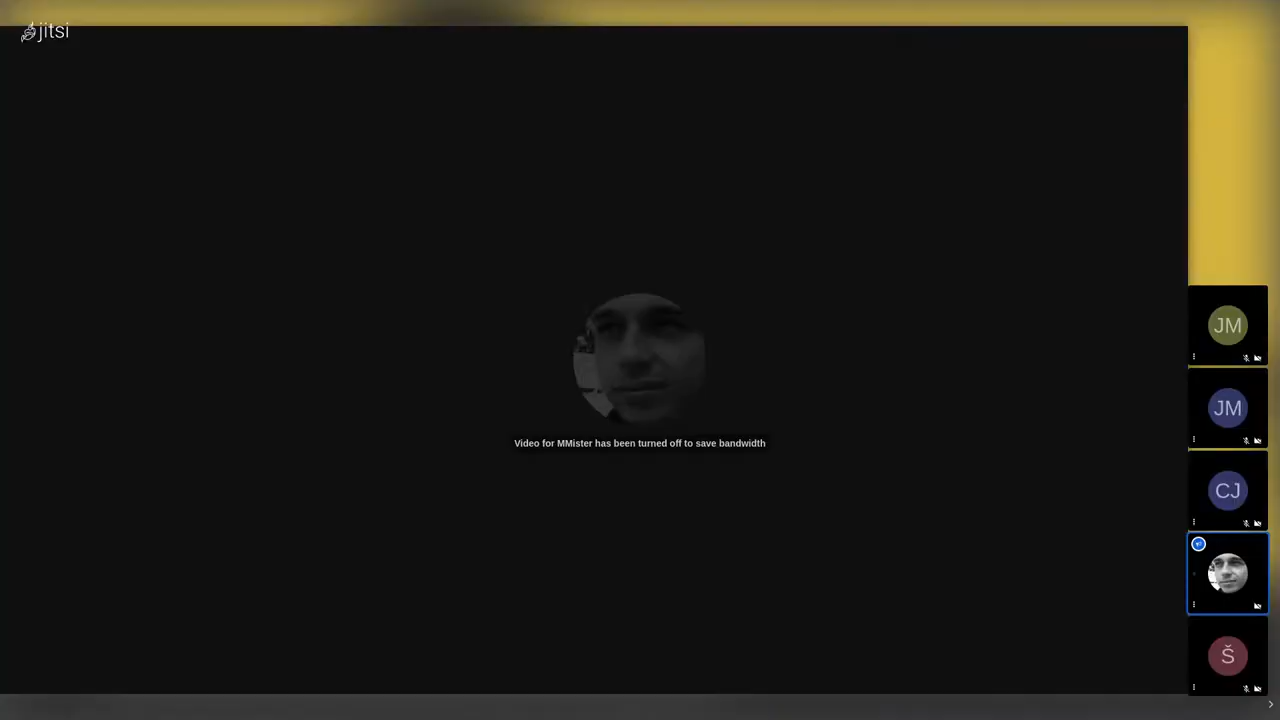 jitsi
JM
JM
CJ
Video for MMister has been turned off to save bandwidth
Š